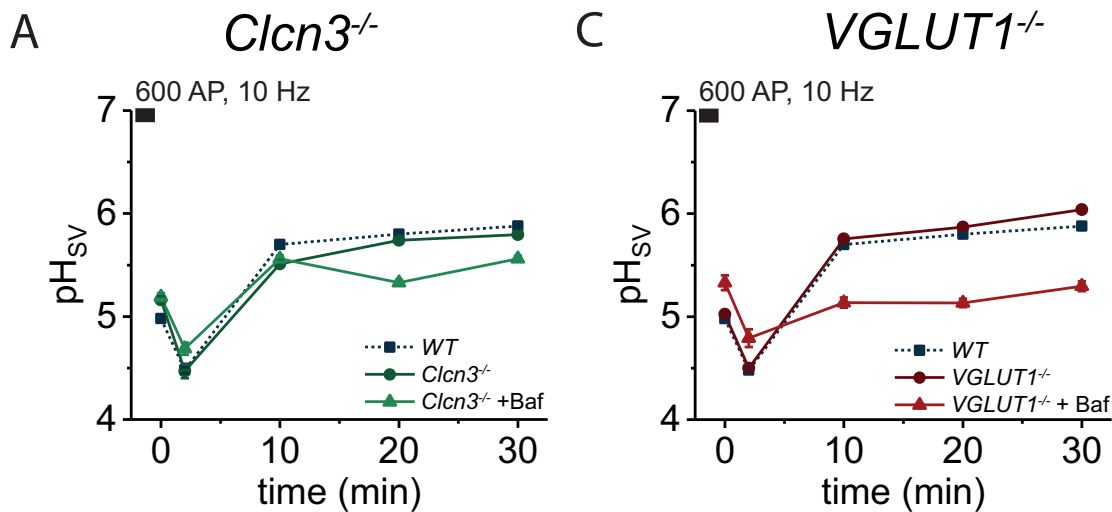 A
Clcn3-/-
600 AP, 10 Hz
7
6
5
4
pHSV
WT
Clcn3-/-
Clcn3-/- +Baf
0
10
20
30
time (min)
C
VGLUT1-/-
600 AP, 10 Hz
7
6
5
4
pHSV
WT
VGLUT1-/-
VGLUT1-/- + Baf
0
10
20
30
time (min)